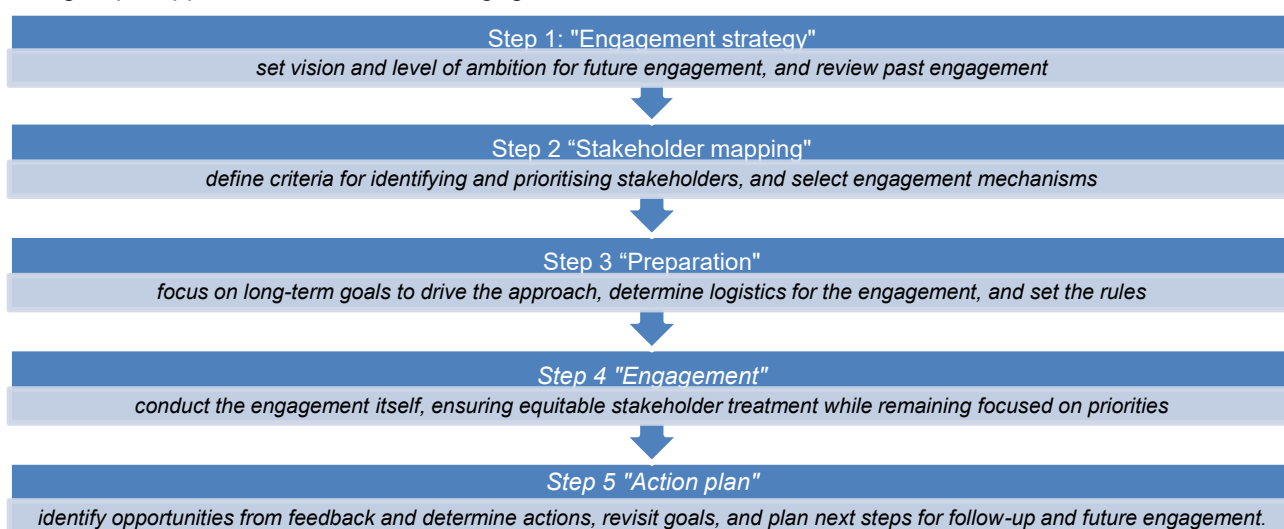 Step 1: "Engagement strategy"
set vision and level of ambition for future engagement, and review past engagement
Step 2 “Stakeholder mapping"
define criteria for identifying and prioritising stakeholders, and select engagement mechanisms
Step 3 “Preparation"
focus on long-term goals to drive the approach, determine logistics for the engagement, and set the rules
Step 4 "Engagement"
conduct the engagement itself, ensuring equitable stakeholder treatment while remaining focused on priorities
Step 5 "Action plan"
identify opportunities from feedback and determine actions, revisit goals, and plan next steps for follow-up and future engagement.